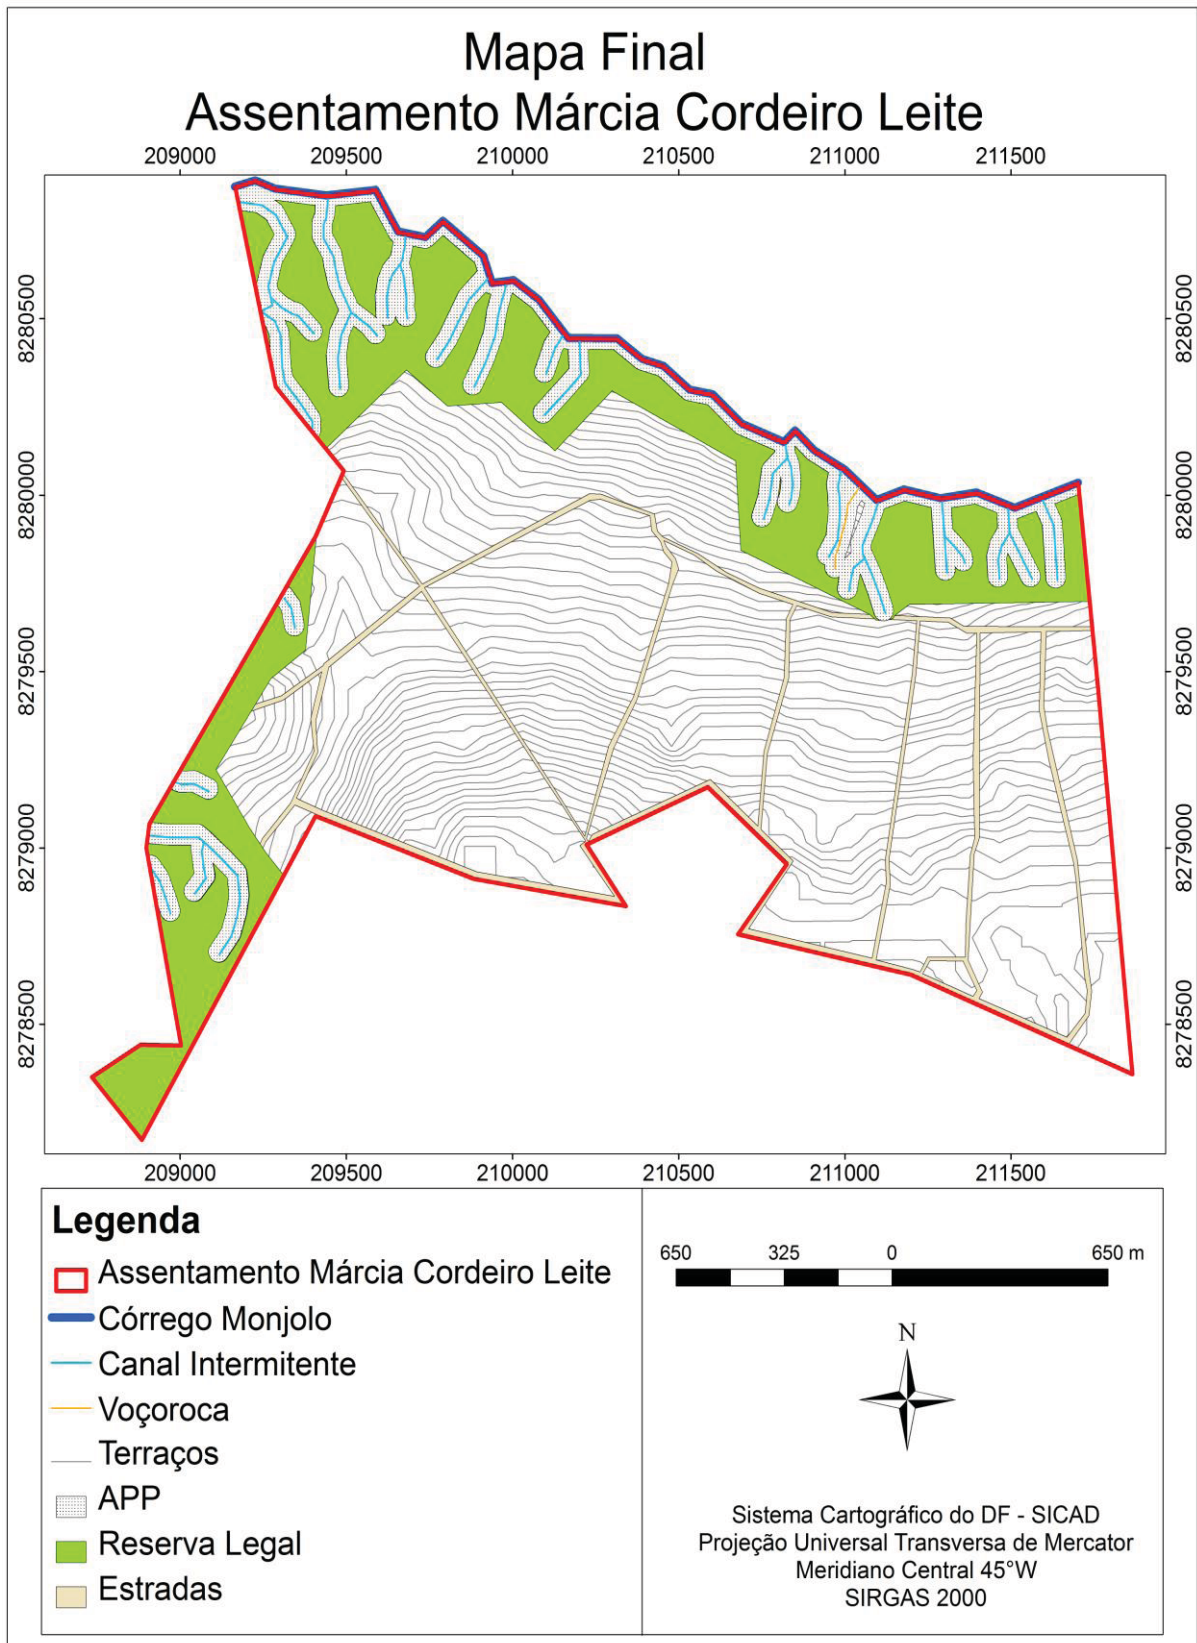 Mapa Final
Assentamento Márcia Cordeiro Leite
209000 209500 210000 210500 211000 211500
8280500 8280500
8280000 8280000
8279500 8279500
8279000 8279000
8278500 8278500
209000 209500 210000 210500 211000 211500
Legenda
Assentamento Márcia Cordeiro Leite
Córrego Monjolo
Canal Intermitente
Voçoroca
Terraços
APP
Reserva Legal
Estradas
650 325 0 650 m
N
Sistema Cartográfico do DF - SICAD
Projeção Universal Transversa de Mercator
Meridiano Central 45°W
SIRGAS 2000